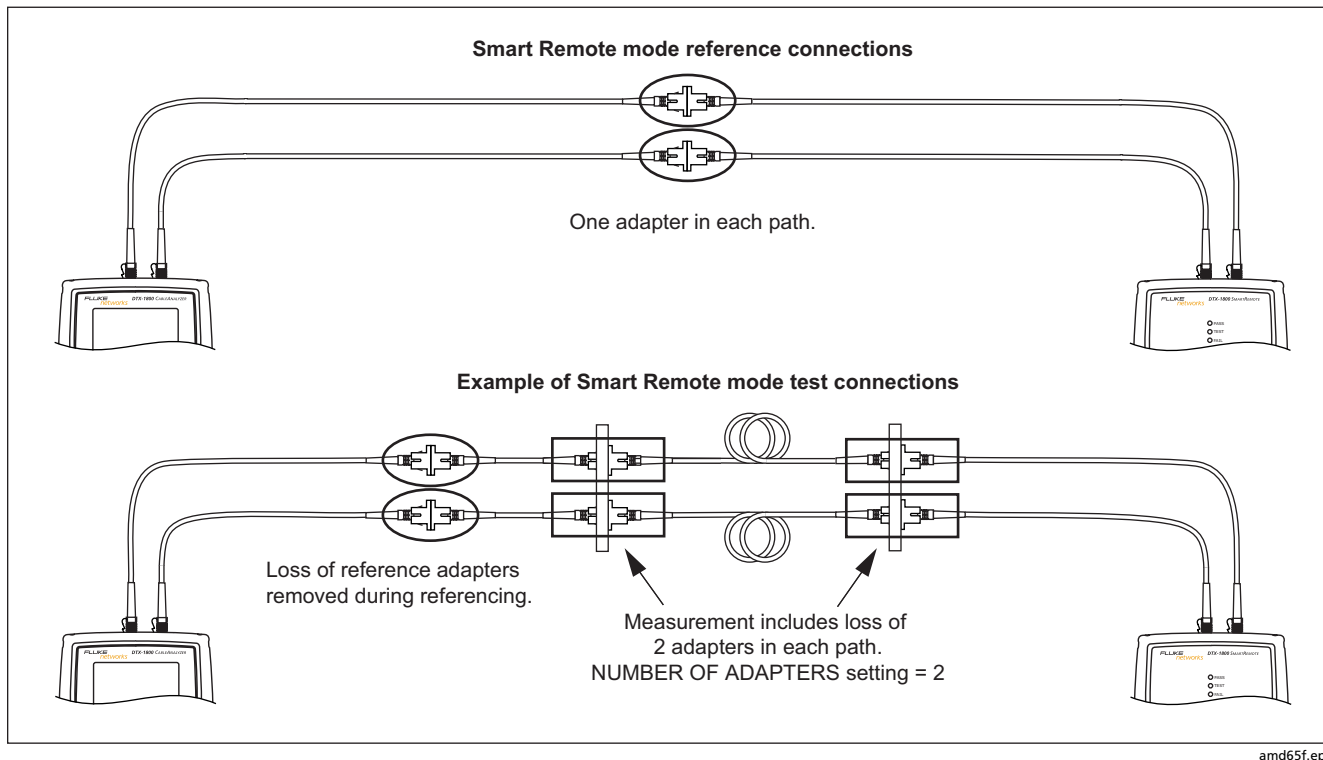 Smart Remote mode reference connections
One adapter in each path.
FLUKE
networks
DTX-1800 CABLEANALYZER
FLUKE
networks
DTX-1800 SMARTREMOTE
PASS
TEST
FAIL
Example of Smart Remote mode test connections
Loss of reference adapters
removed during referencing.
Measurement includes loss of
2 adapters in each path.
NUMBER OF ADAPTERS setting = 2
FLUKE
networks
DTX-1800 CABLEANALYZER
FLUKE
networks
DTX-1800 SMARTREMOTE
PASS
TEST
FAIL
amd65f.ep